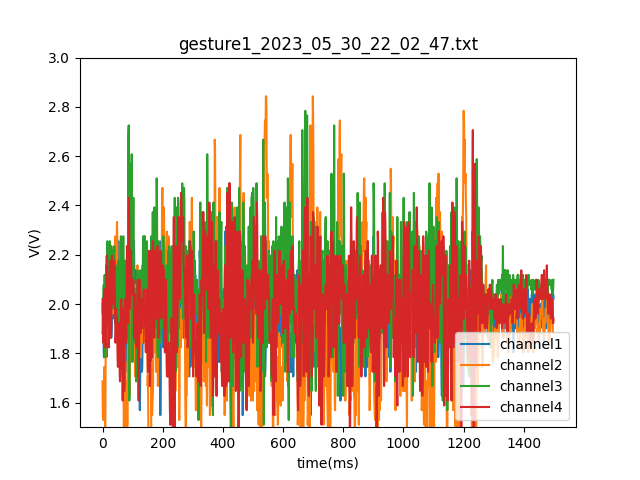 gesture1_2023_05_30_22_02_47.txt
3.0
2.8
2.6
2.4
2.2
2.0
1.8
1.6
V(V)
channel1
channel2
channel3
channel4
0 200 400 600 800 1000 1200 1400
time(ms)